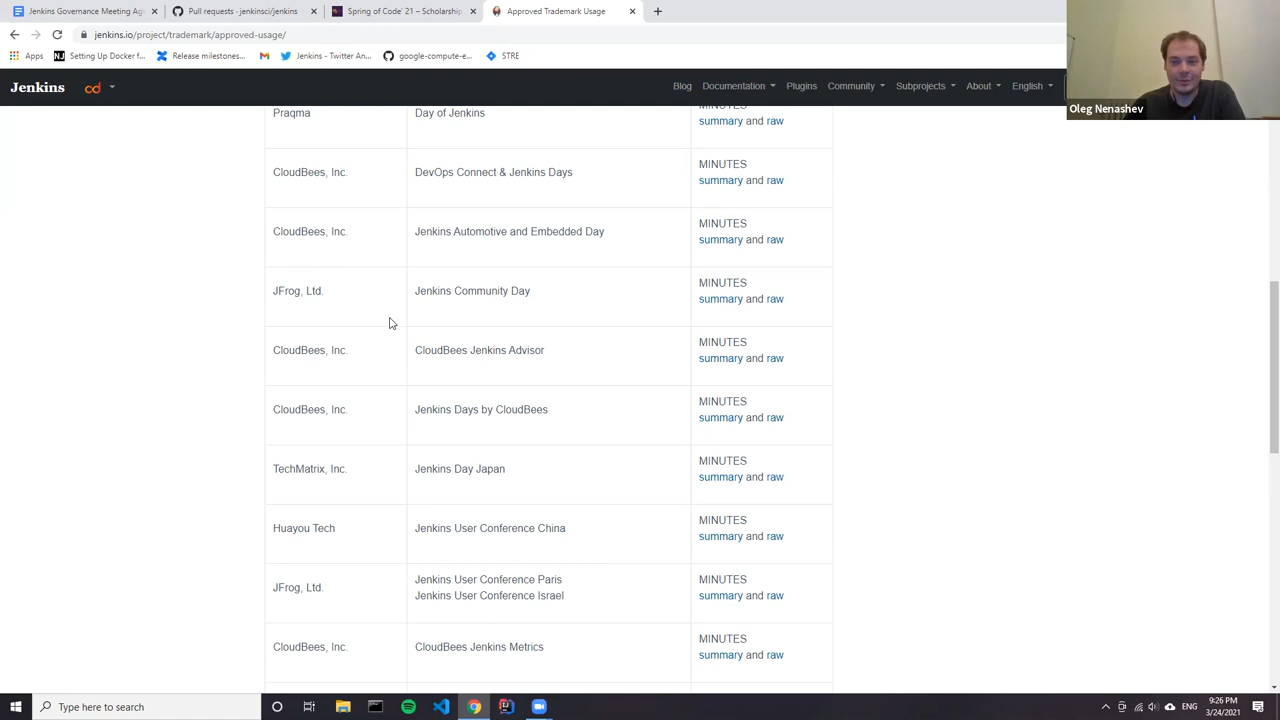 Jenkins Governance Meeting Ag
Pull requests · jenkinsci/jenkins
Spring of Code' 21 – Scholarship
Approved Trademark Usage
jenkins.io/project/trademark/approved-usage/
Apps
Setting Up Docker f...
Release milestones...
Jenkins - Twitter An...
google-compute-e...
STRE
Jenkins
cd
Blog
Documentation
Plugins
Community
Subprojects
About
English
Oleg Nenashev
Praqma
Day of Jenkins
MINUTES
summary and raw
CloudBees, Inc.
DevOps Connect & Jenkins Days
MINUTES
summary and raw
CloudBees, Inc.
Jenkins Automotive and Embedded Day
MINUTES
summary and raw
JFrog, Ltd.
Jenkins Community Day
MINUTES
summary and raw
CloudBees, Inc.
CloudBees Jenkins Advisor
MINUTES
summary and raw
CloudBees, Inc.
Jenkins Days by CloudBees
MINUTES
summary and raw
TechMatrix, Inc.
Jenkins Day Japan
MINUTES
summary and raw
Huayou Tech
Jenkins User Conference China
MINUTES
summary and raw
JFrog, Ltd.
Jenkins User Conference Paris
Jenkins User Conference Israel
MINUTES
summary and raw
CloudBees, Inc.
CloudBees Jenkins Metrics
MINUTES
summary and raw
Type here to search
ENG
9:26 PM
3/24/2021